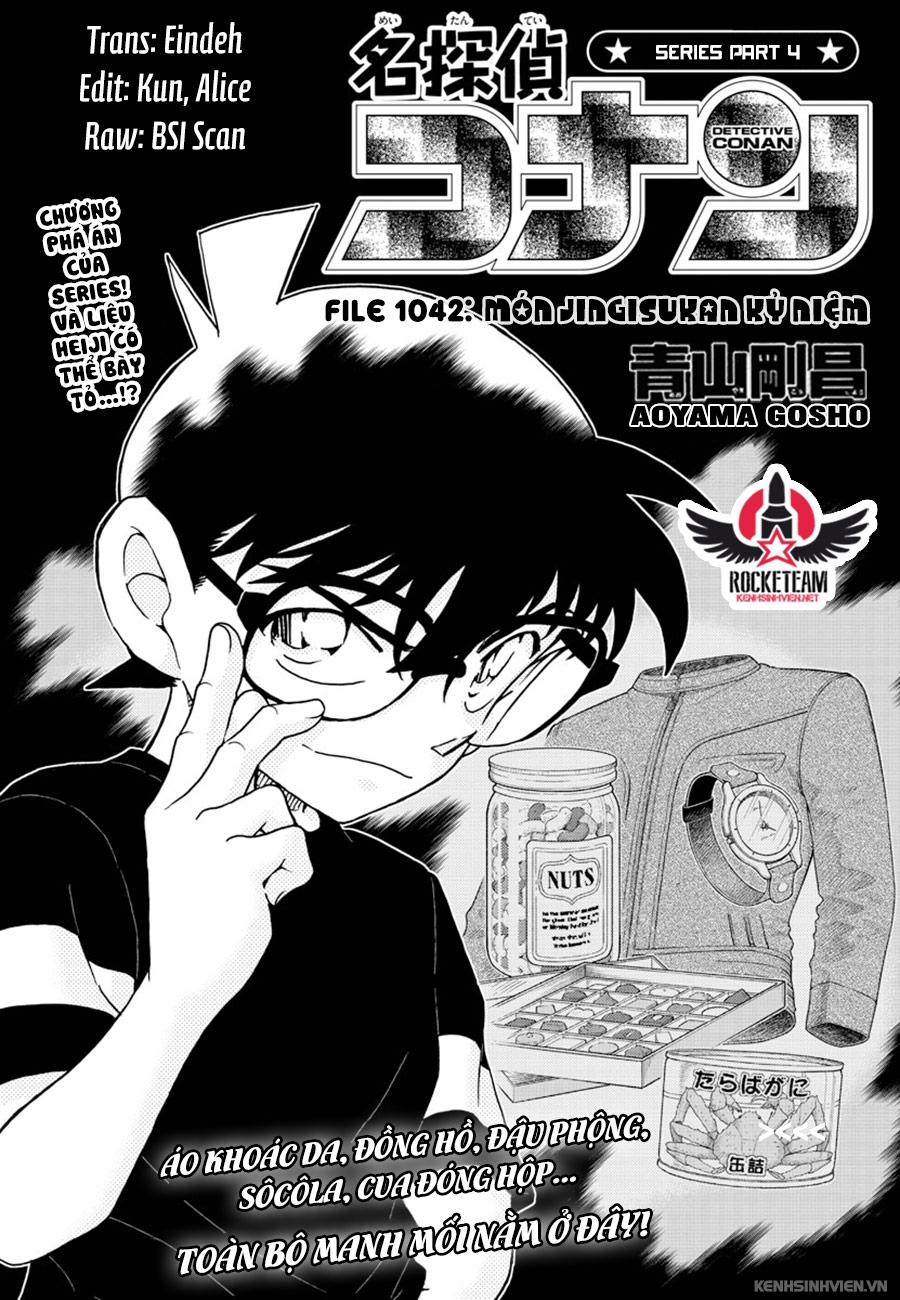 Trans: Eindeh
Edit: Kun, Alice
Raw: BSI Scan
めい たん てい
名探偵
★ SERIES PART 4 ★
コナン
DETECTIVE
CONAN
CHƯƠNG
PHÁ ÁN
CỦA
SERIES!
VÀ LIỆU
HEIJI CÓ
THỂ BÀY
TỎ...!?
FILE 1042: MÓN JINGISUKAN KỶ NIỆM
青山剛昌
AOYAMA GOSHO
ROCKETEAM
KENHSINHVIEN.NET
NUTS
たらばがに
缶詰
ÁO KHOÁC DA, ĐỒNG HỒ, ĐẬU PHỘNG,
SÔCÔLA, CUA ĐÓNG HỘP...
TOÀN BỘ MANH MỐI NẰM Ở ĐÂY!
KENHSINHVIEN.VN